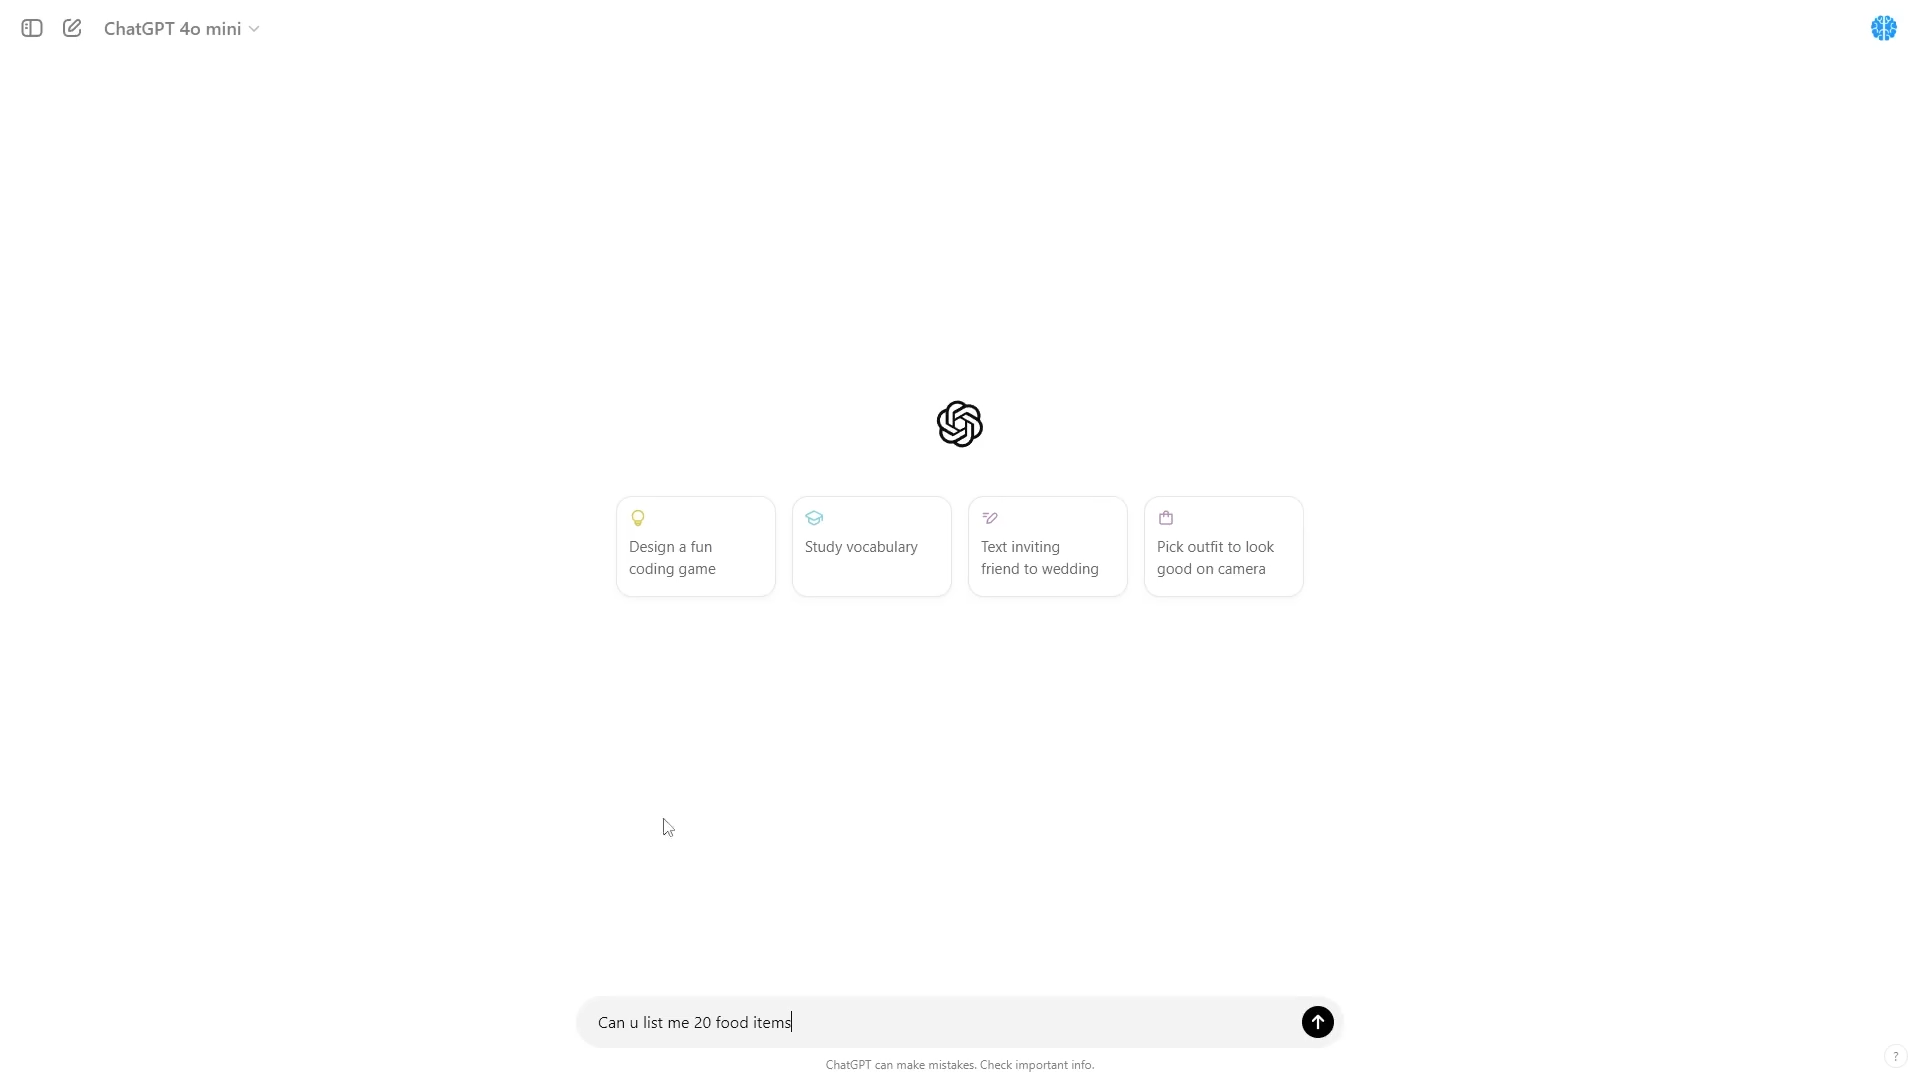 ChatGPT 4o mini
Design a fun
coding game
Study vocabulary
Text inviting
friend to wedding
Pick outfit to look
good on camera
Can u list me 20 food items
ChatGPT can make mistakes. Check important info.
?